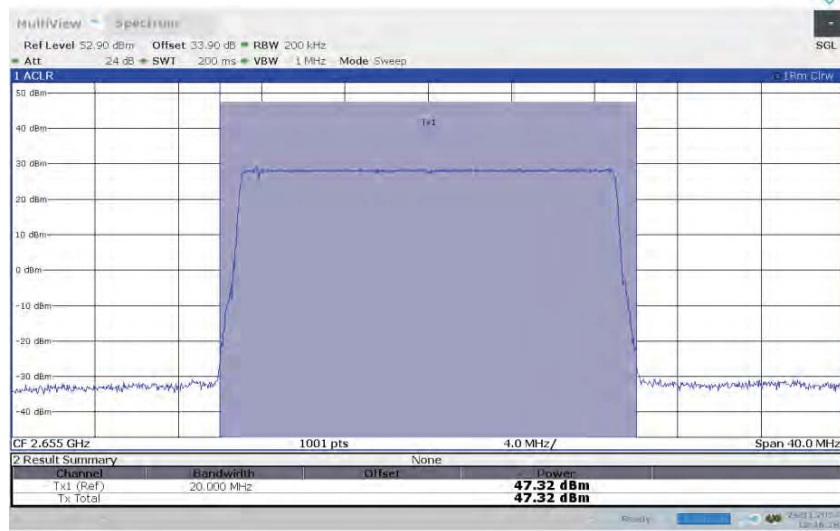 MultiView Spectrum
Ref Level 52.90 dBm Offset 33.90 dB RBW 200 kHz
SGL
Att 24 dB SWT 200 ms VBW 1 MHz Mode Sweep
1 ACLR 1Rm Clrw
50 dBm
Tx1
40 dBm
30 dBm
20 dBm
10 dBm
0 dBm
-10 dBm
-20 dBm
-30 dBm
-40 dBm
CF 2.655 GHz 1001 pts 4.0 MHz/ Span 40.0 MHz
2 Result Summary None
Channel Bandwidth Offset Power
Tx1 (Ref) 20.000 MHz 47.32 dBm
Tx Total 47.32 dBm
Ready